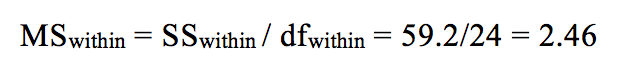 MSwithin = SSwithin / dfwithin = 59.2/24 = 2.46